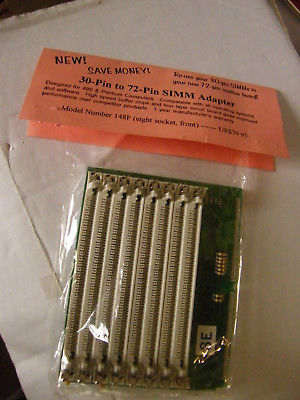 NEW!
SAVE MONEY!
Re-use your 30-pin SIMMs in
your new 72-pin mother board!
30-Pin to 72-Pin SIMM Adapter
Designed for 486 & Pentium Computers. Compatible with all operating systems
and software. High speed buffer chips and four layer circuit board gives improved
performance over competitor products. 1 year manufacturer's warranty.
Model Number 148F (eight socket, front) ------ US$79.95
8E